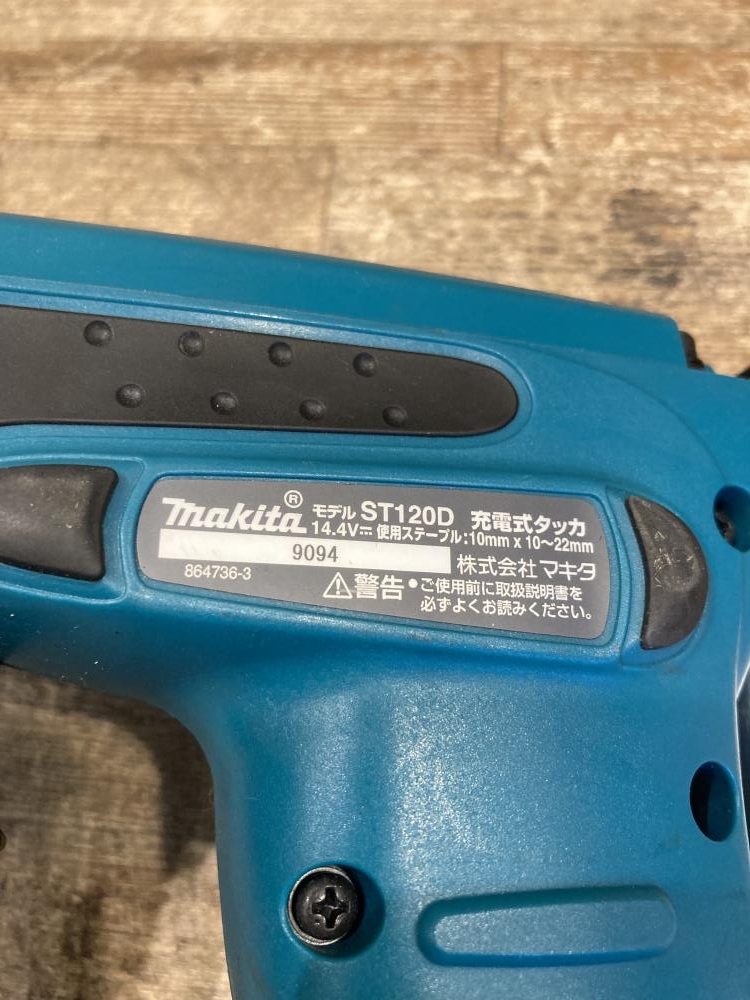 makita® モデル ST120D 充電式タッカ
14.4V⎓ 使用ステープル:10mm x 10〜22mm
9094 株式会社マキタ
864736-3
⚠警告 •ご使用前に取扱説明書を
必ずよくお読みください。